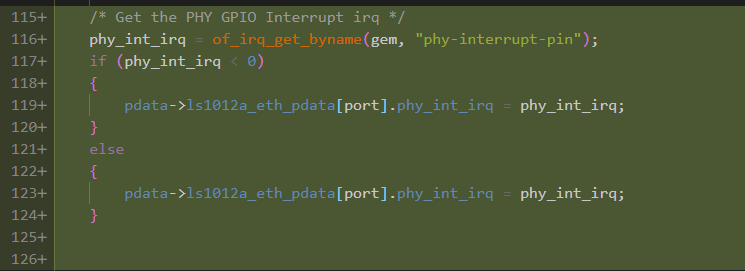 115+ /* Get the PHY GPIO Interrupt irq */
116+ phy_int_irq = of_irq_get_byname(gem, "phy-interrupt-pin");
117+ if (phy_int_irq < 0)
118+ {
119+ pdata->ls1012a_eth_pdata[port].phy_int_irq = phy_int_irq;
120+ }
121+ else
122+ {
123+ pdata->ls1012a_eth_pdata[port].phy_int_irq = phy_int_irq;
124+ }
125+
126+